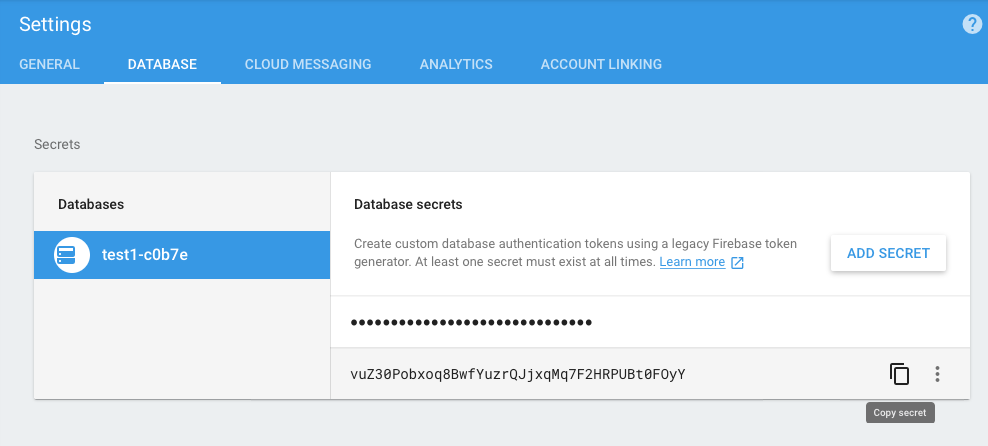 Settings
GENERAL DATABASE CLOUD MESSAGING ANALYTICS ACCOUNT LINKING
Secrets
Databases
test1-c0b7e
Database secrets
Create custom database authentication tokens using a legacy Firebase token
generator. At least one secret must exist at all times. Learn more
ADD SECRET
••••••••••••••••••••••••••••••
vuZ30Pobxoq8BwfYuzrQJjxqMq7F2HRPUBt0FOyY
Copy secret